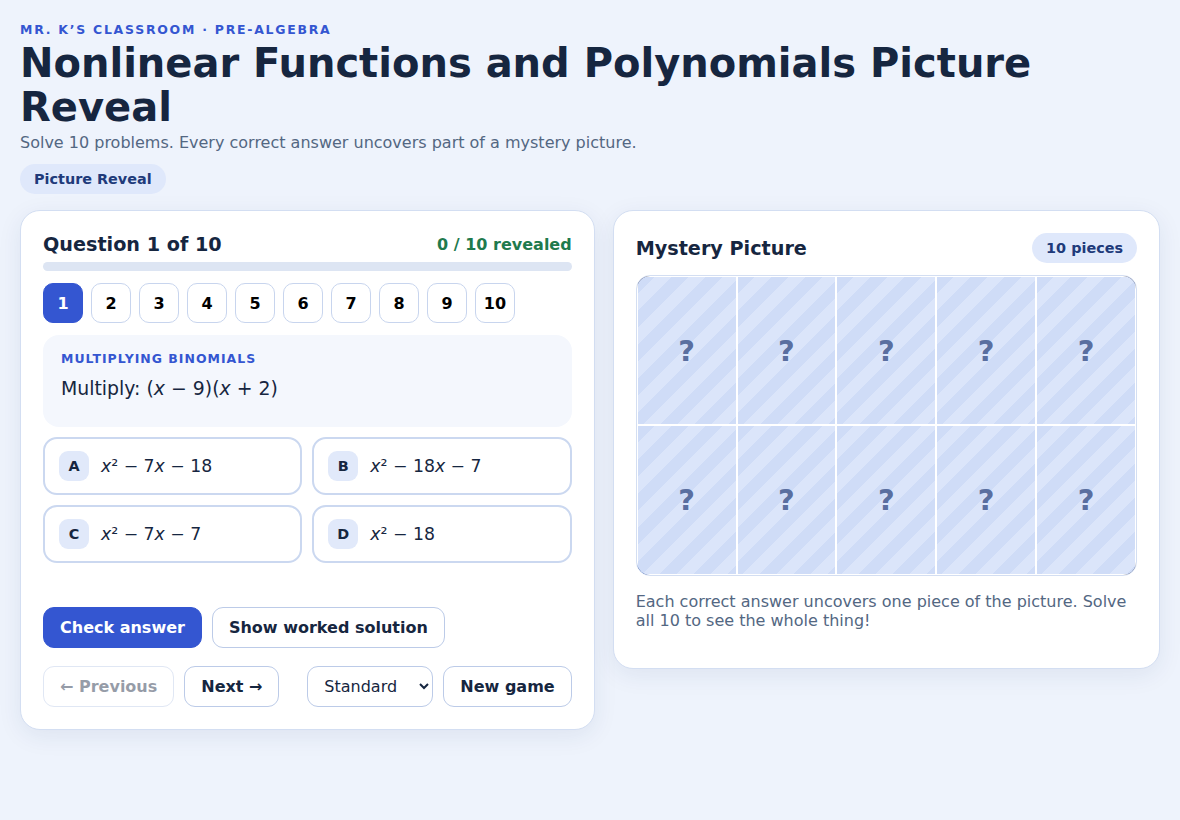 MR. K’S CLASSROOM · PRE-ALGEBRA
Nonlinear Functions and Polynomials Picture
Reveal
Solve 10 problems. Every correct answer uncovers part of a mystery picture.
Picture Reveal
Question 1 of 10
0 / 10 revealed
1 2 3 4 5 6 7 8 9 10
MULTIPLYING BINOMIALS
Multiply: (x − 9)(x + 2)
A x² − 7x − 18
B x² − 18x − 7
C x² − 7x − 7
D x² − 18
Check answer
Show worked solution
← Previous
Next →
Standard
New game
Mystery Picture
10 pieces
? ? ? ? ?
? ? ? ? ?
Each correct answer uncovers one piece of the picture. Solve
all 10 to see the whole thing!